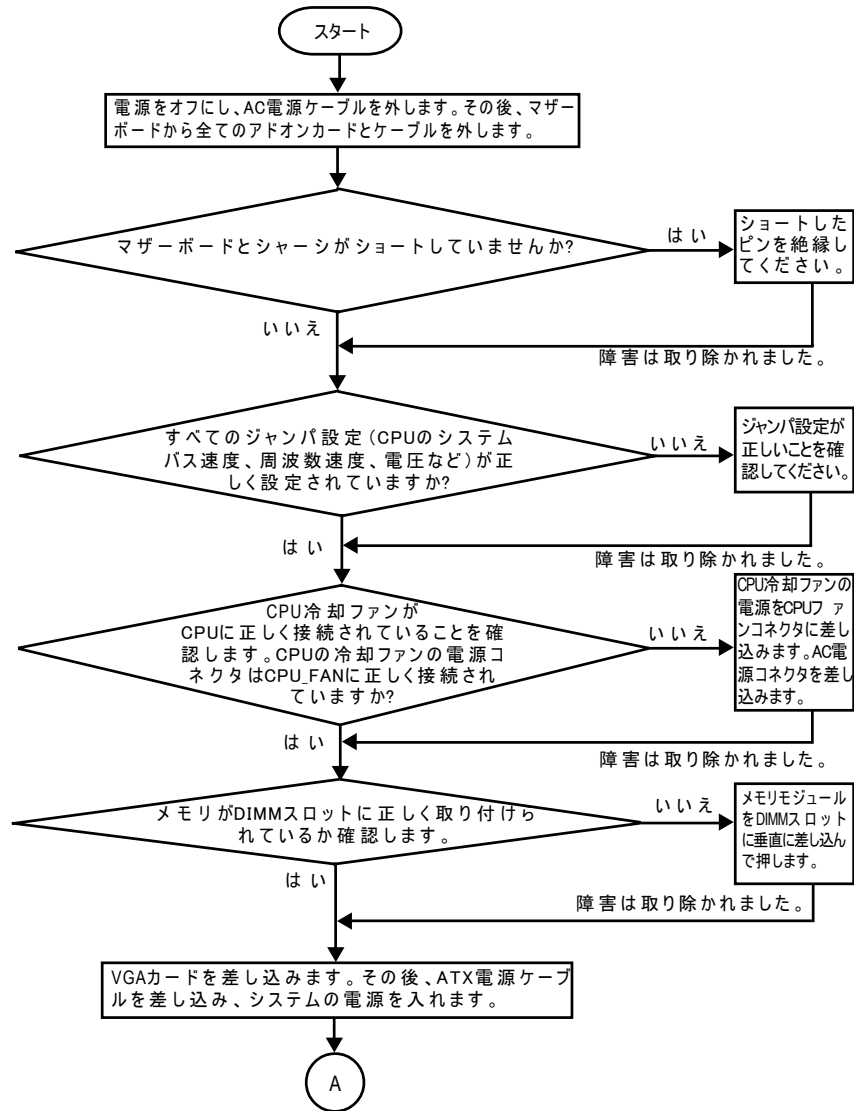 スタート
電源をオフにし、AC電源ケーブルを外します。その後、マザー
ボードから全てのアドオンカードとケーブルを外します。
マザーボードとシャーシがショートしていませんか?
はい
ショートした
ピンを絶縁し
てください。
いいえ
障害は取り除かれました。
すべてのジャンパ設定(CPUのシステム
バス速度、周波数速度、電圧など)が正
しく設定されていますか?
いいえ
ジャンパ設定が
正しいことを確
認してください。
はい
障害は取り除かれました。
CPU冷却ファンが
CPUに正しく接続されていることを確
認します。CPUの冷却ファンの電源コ
ネクタはCPU_FANに正しく接続され
ていますか?
いいえ
CPU冷却ファンの
電源をCPUファ
ンコネクタに差し
込みます。AC電
源コネクタを差し
込みます。
はい
障害は取り除かれました。
メモリがDIMMスロットに正しく取り付けら
れているか確認します。
いいえ
メモリモジュール
をDIMMスロット
に垂直に差し込ん
で押します。
はい
障害は取り除かれました。
VGAカードを差し込みます。その後、ATX電源ケーブ
ルを差し込み、システムの電源を入れます。
A